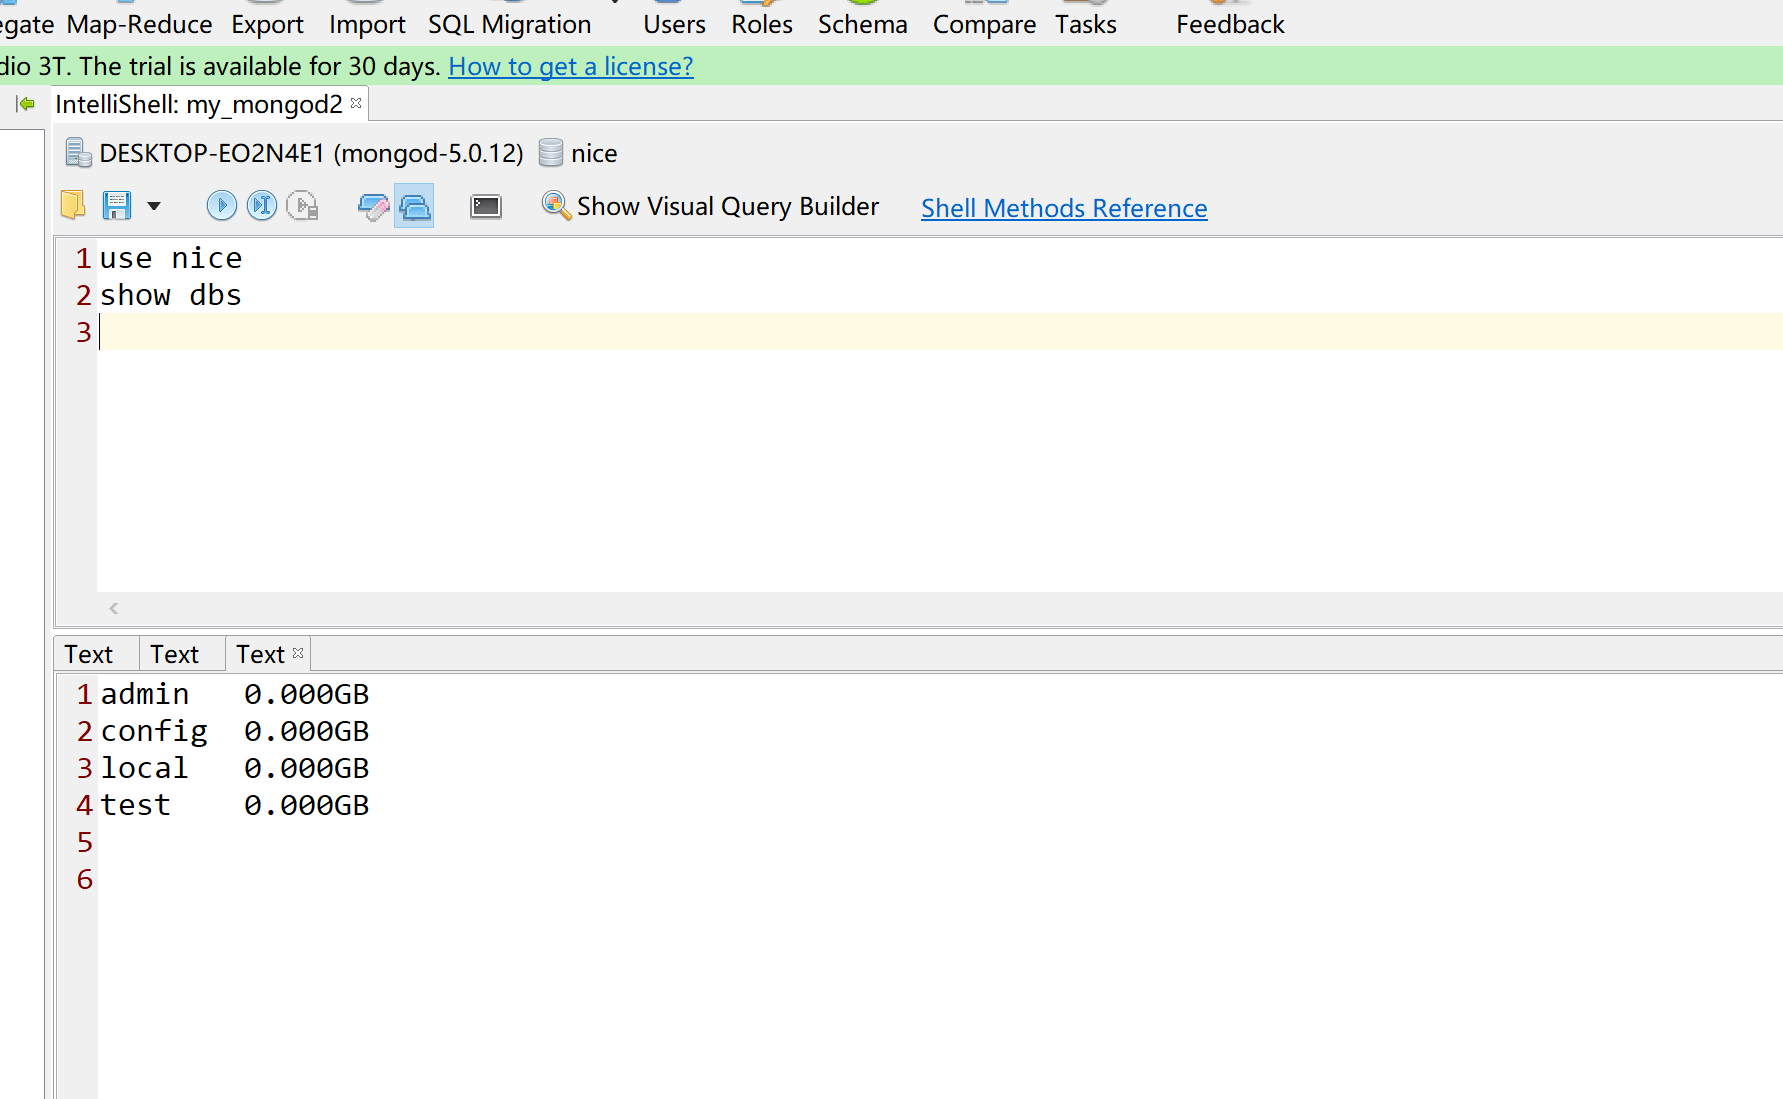 egate Map-Reduce Export Import SQL Migration Users Roles Schema Compare Tasks Feedback
dio 3T. The trial is available for 30 days. How to get a license?
IntelliShell: my_mongod2
DESKTOP-EO2N4E1 (mongod-5.0.12) nice
Show Visual Query Builder Shell Methods Reference
1 use nice
2 show dbs
3
Text Text Text
1 admin 0.000GB
2 config 0.000GB
3 local 0.000GB
4 test 0.000GB
5
6